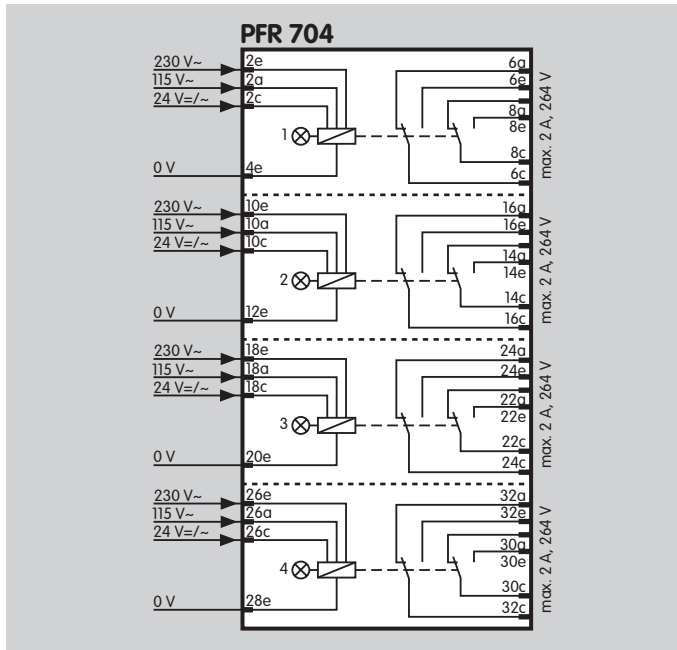 PFR 704
230 V~ 2e 6a
115 V~ 2a 6e
24 V=/~ 2c
8a
1 8e
8c
0 V 4e 6c
max. 2 A, 264 V
230 V~ 10e 16a
115 V~ 10a 16e
24 V=/~ 10c
14a
2 14e
14c
0 V 12e 16c
max. 2 A, 264 V
230 V~ 18e 24a
115 V~ 18a 24e
24 V=/~ 18c
22a
3 22e
22c
0 V 20e 24c
max. 2 A, 264 V
230 V~ 26e 32a
115 V~ 26a 32e
24 V=/~ 26c
30a
4 30e
30c
0 V 28e 32c
max. 2 A, 264 V